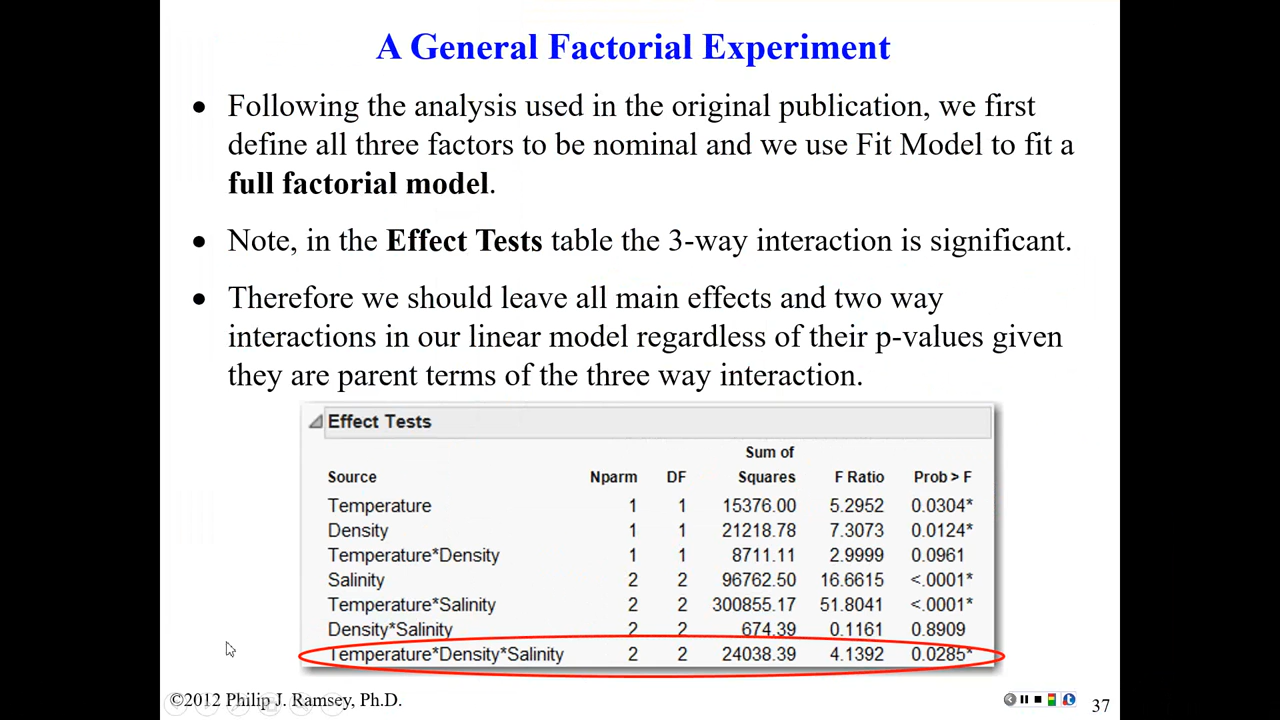 A General Factorial Experiment
• Following the analysis used in the original publication, we first
define all three factors to be nominal and we use Fit Model to fit a
full factorial model.
• Note, in the Effect Tests table the 3-way interaction is significant.
• Therefore we should leave all main effects and two way
interactions in our linear model regardless of their p-values given
they are parent terms of the three way interaction.
Effect Tests
Sum of
Source Nparm DF Squares F Ratio Prob > F
Temperature 1 1 15376.00 5.2952 0.0304*
Density 1 1 21218.78 7.3073 0.0124*
Temperature*Density 1 1 8711.11 2.9999 0.0961
Salinity 2 2 96762.50 16.6615 <.0001*
Temperature*Salinity 2 2 300855.17 51.8041 <.0001*
Density*Salinity 2 2 674.39 0.1161 0.8909
Temperature*Density*Salinity 2 2 24038.39 4.1392 0.0285*
©2012 Philip J. Ramsey, Ph.D. 37